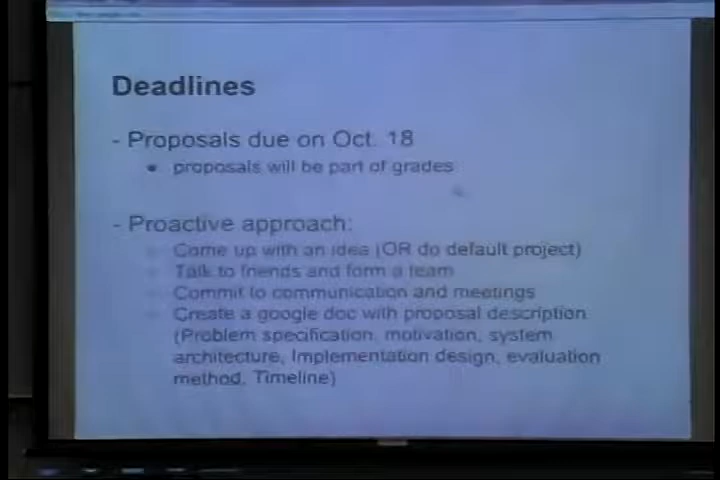 Deadlines
- Proposals due on Oct. 18
• proposals will be part of grades
- Proactive approach:
Come up with an idea (OR do default project)
Talk to friends and form a team
Commit to communication and meetings
Create a google doc with proposal description
(Problem specification, motivation, system
architecture, Implementation design, evaluation
method, Timeline)